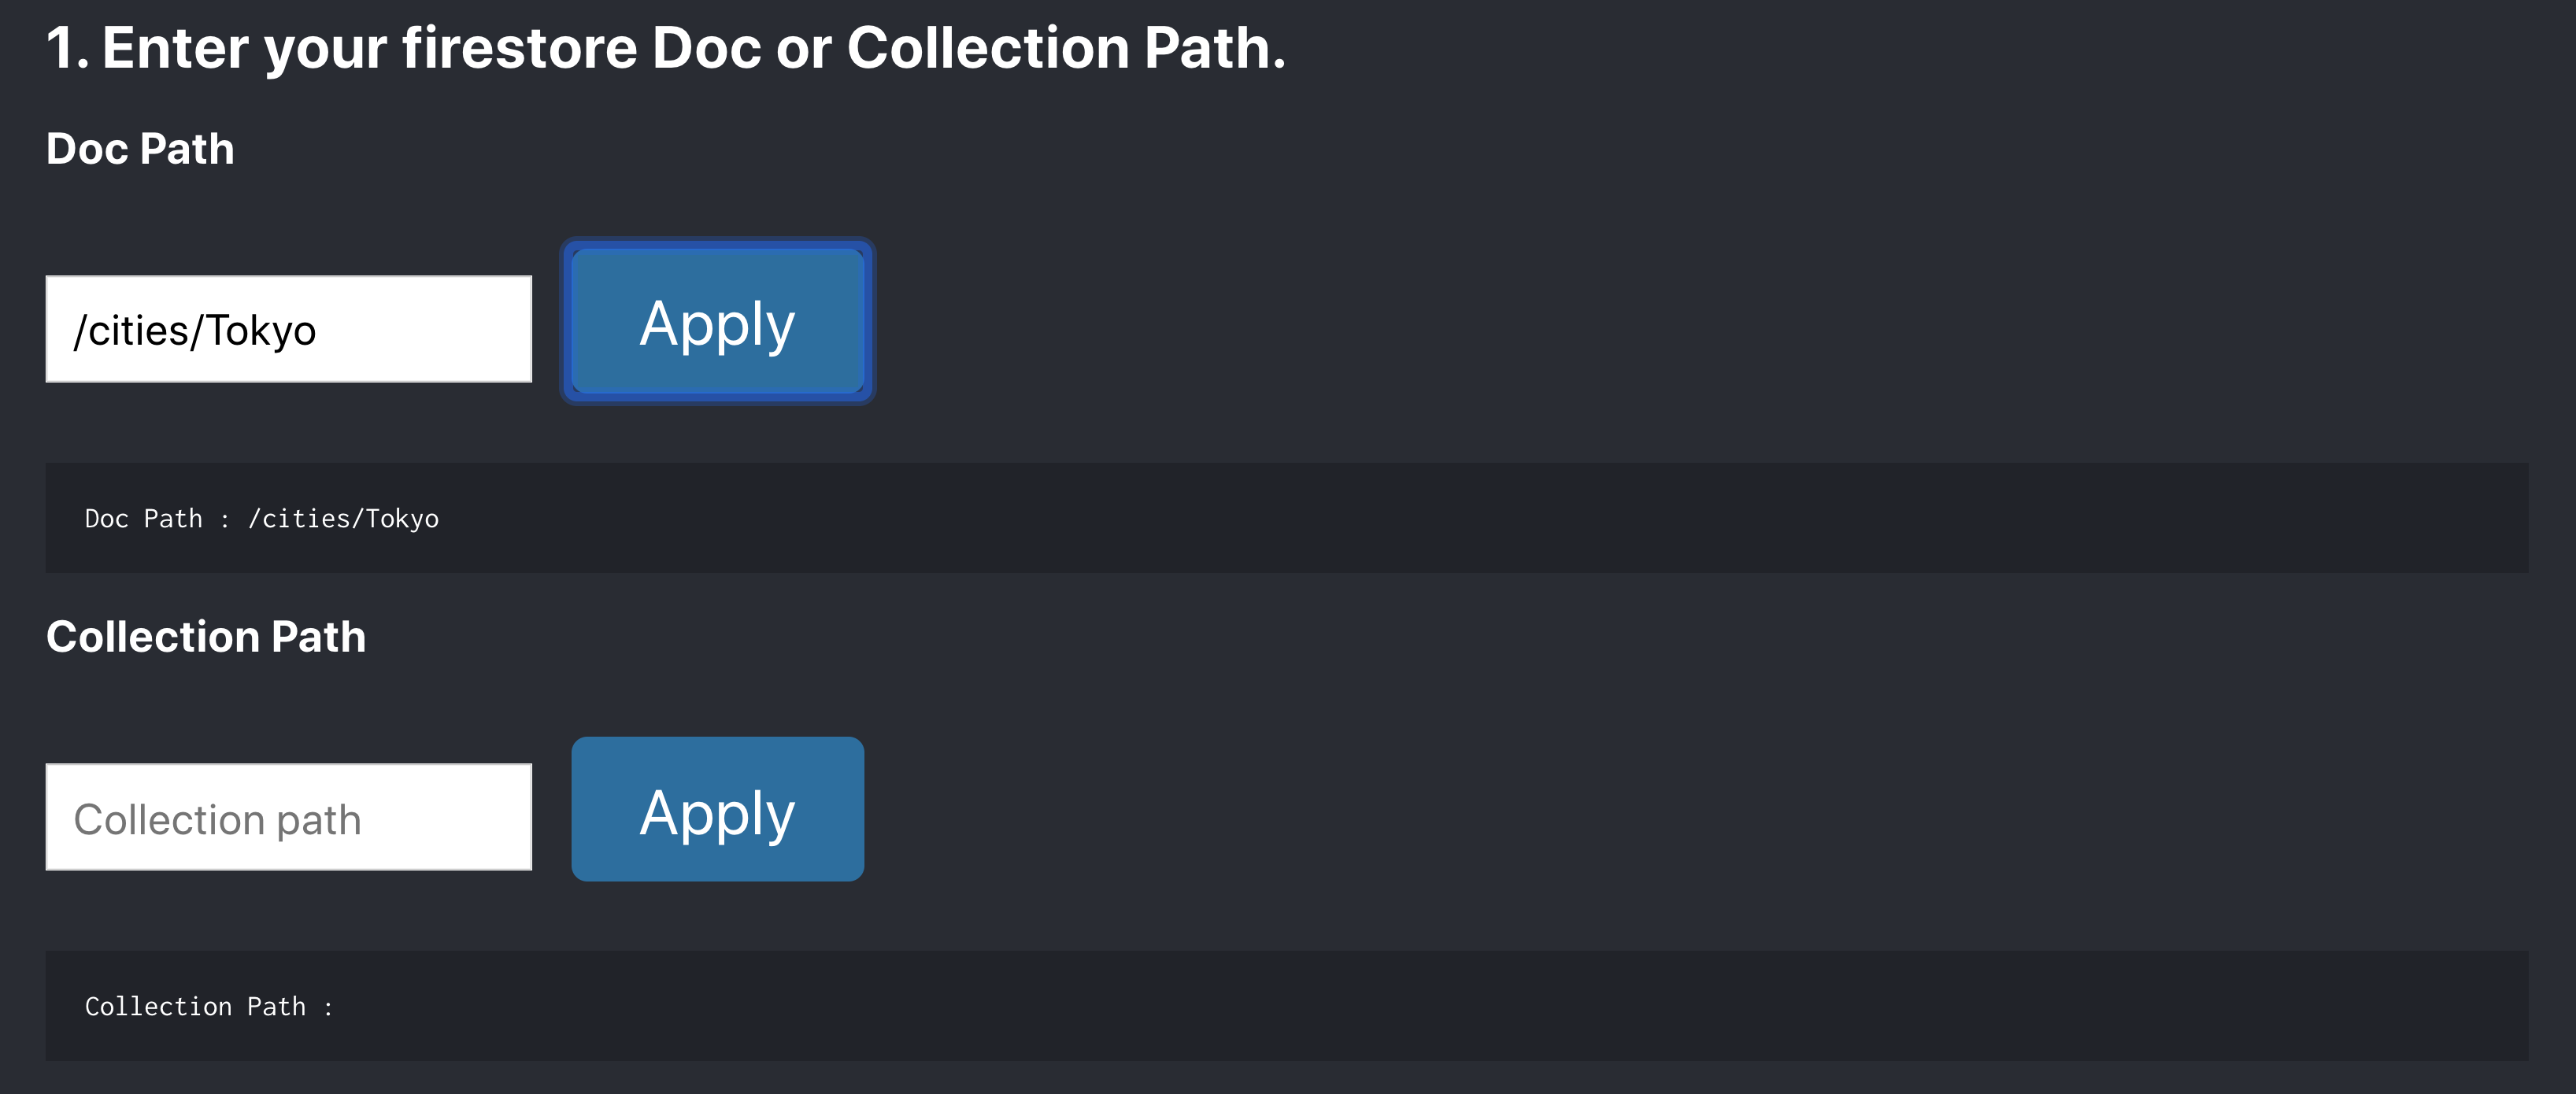 1. Enter your firestore Doc or Collection Path.
Doc Path
/cities/Tokyo
Apply
Doc Path : /cities/Tokyo
Collection Path
Collection path
Apply
Collection Path :